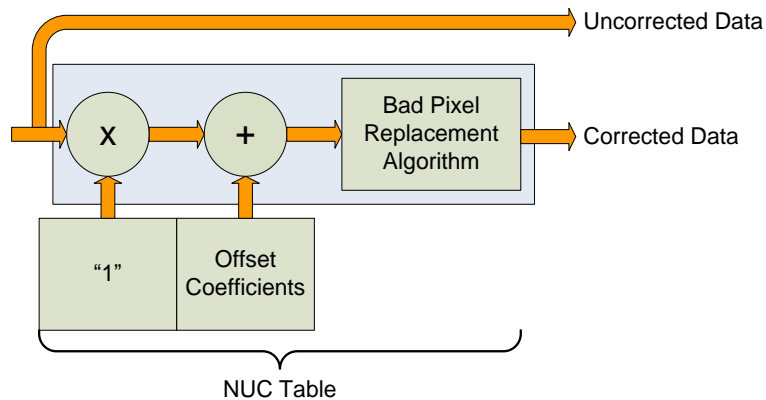 Uncorrected Data
x
+
Bad Pixel
Replacement
Algorithm
Corrected Data
“1”
Offset
Coefficients
NUC Table